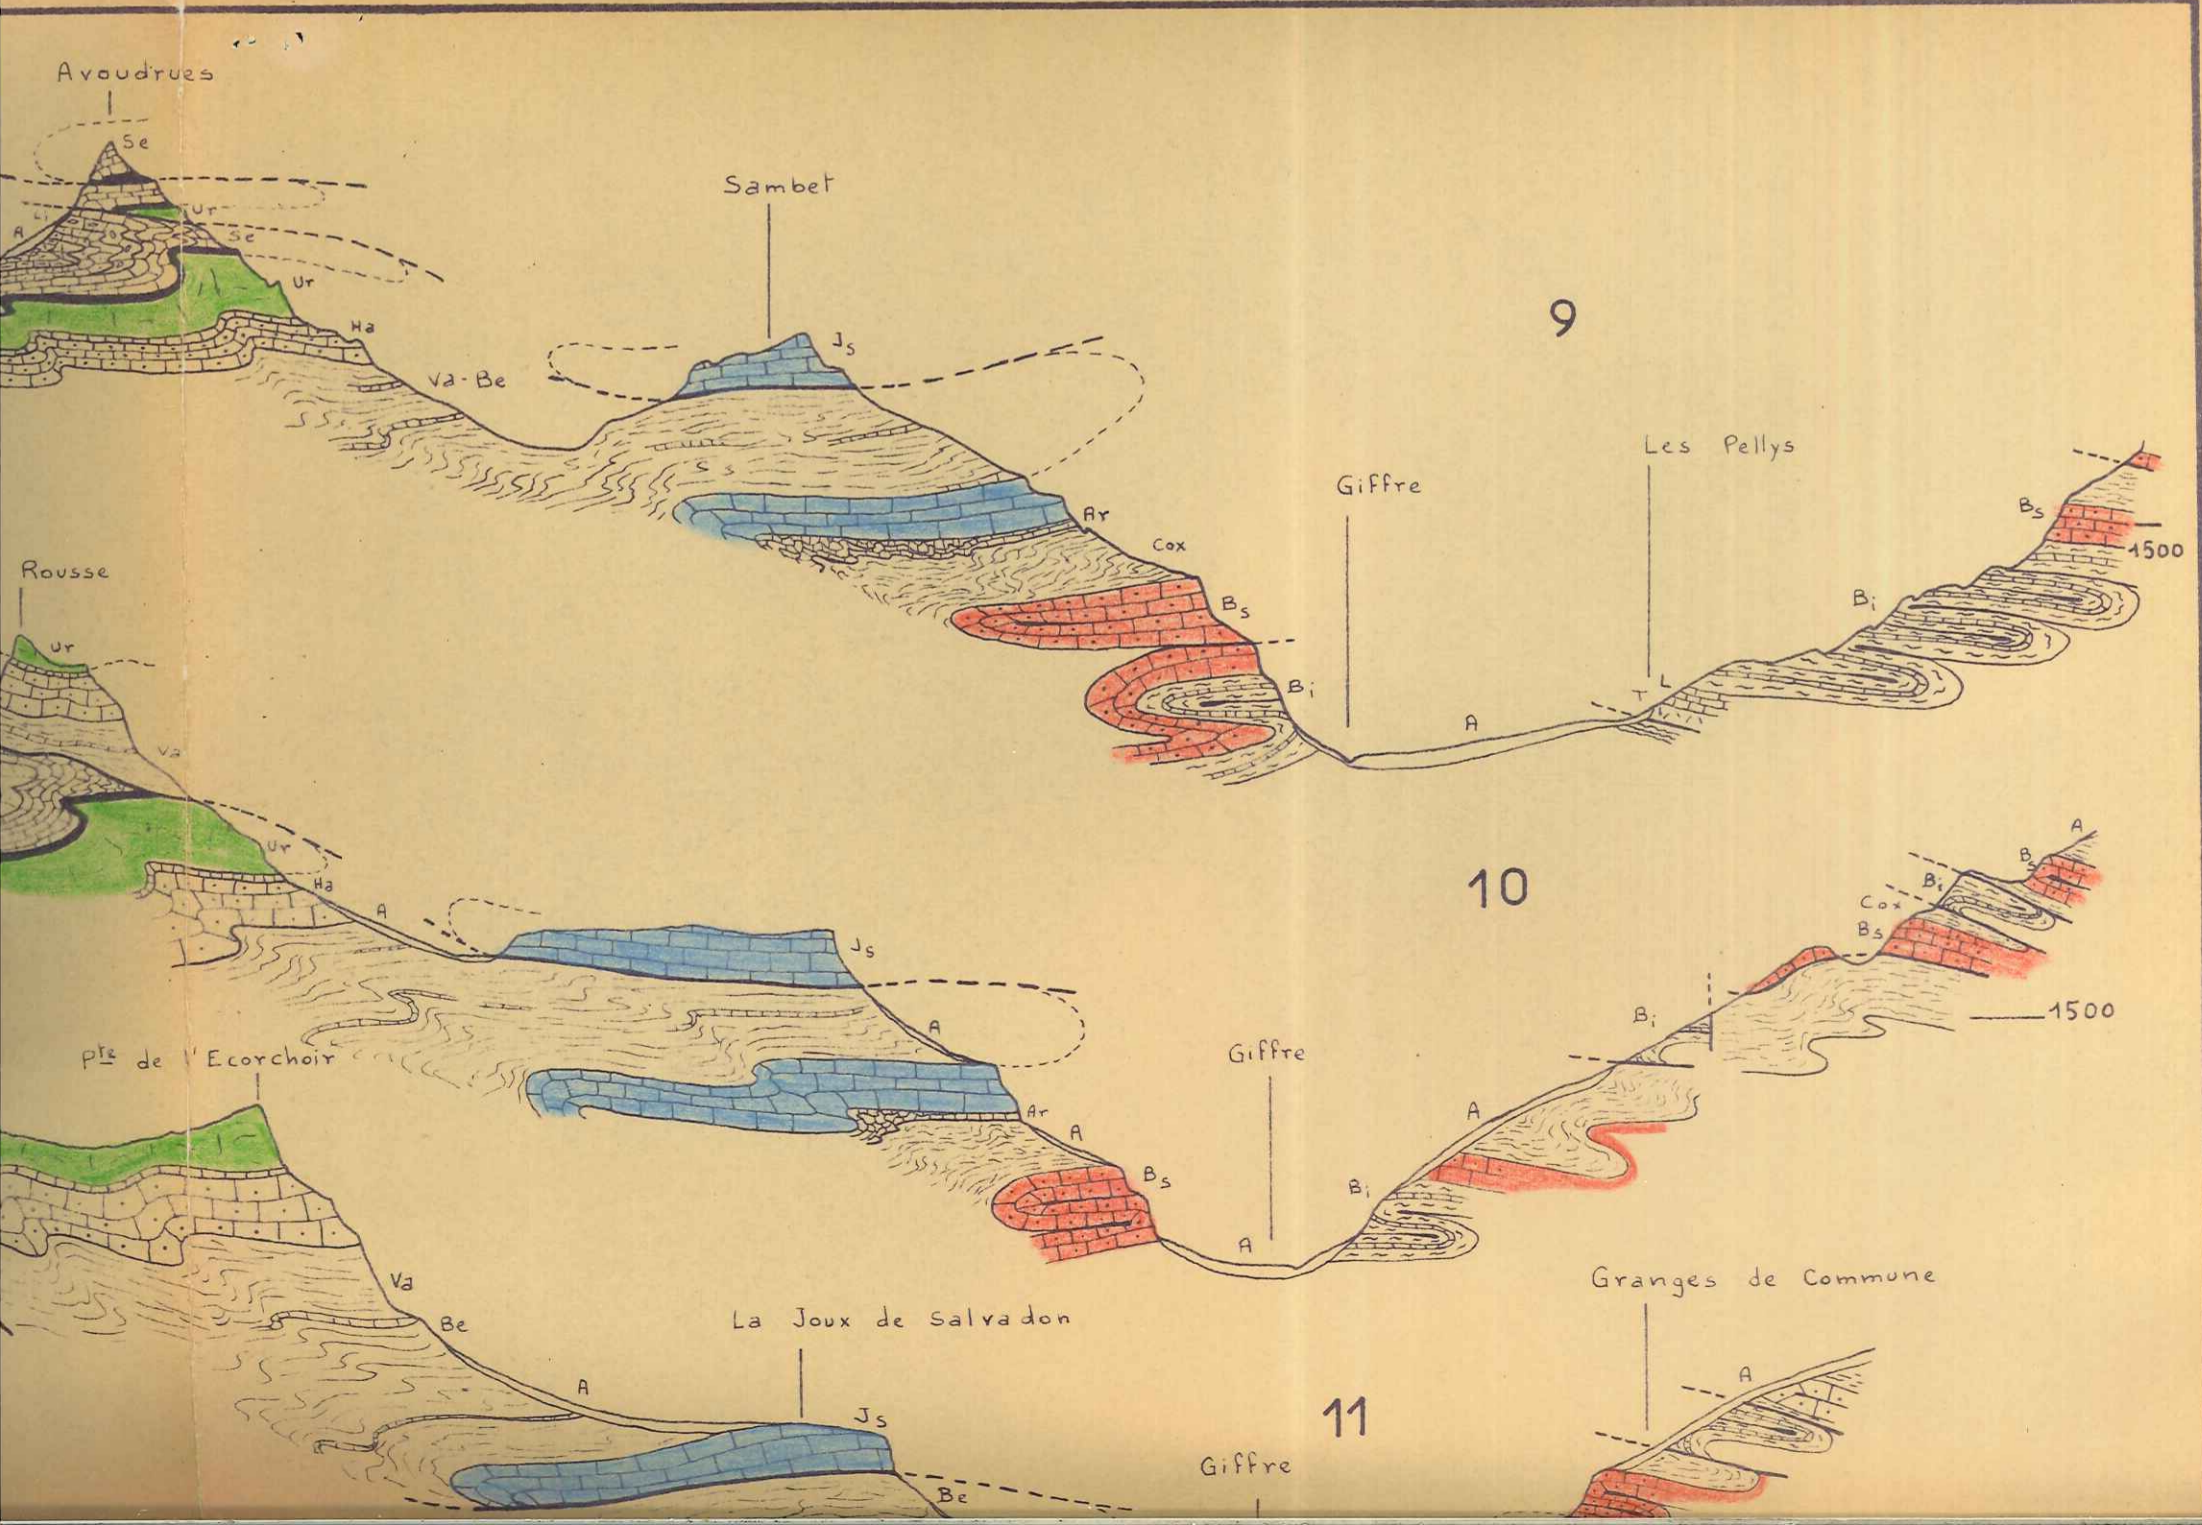 Avoudrues
Se
Sambet
Li
Ur
A
Se
Ur
Ha
Js
Va-Be
9
Les Pellys
Giffre
Bs
1500
Ar
Cox
Bs
Bi
Bi
T L
A
Rousse
Ur
Va
Ur
Ha
A
10
A
Bs
Bi
Cox
Bs
Js
A
1500
Bi
Pte de l'Ecorchoir
Giffre
Ar
A
A
Bs
Bi
A
Va
Be
Granges de Commune
La Joux de Salvadon
A
A
Js
11
Giffre
Be